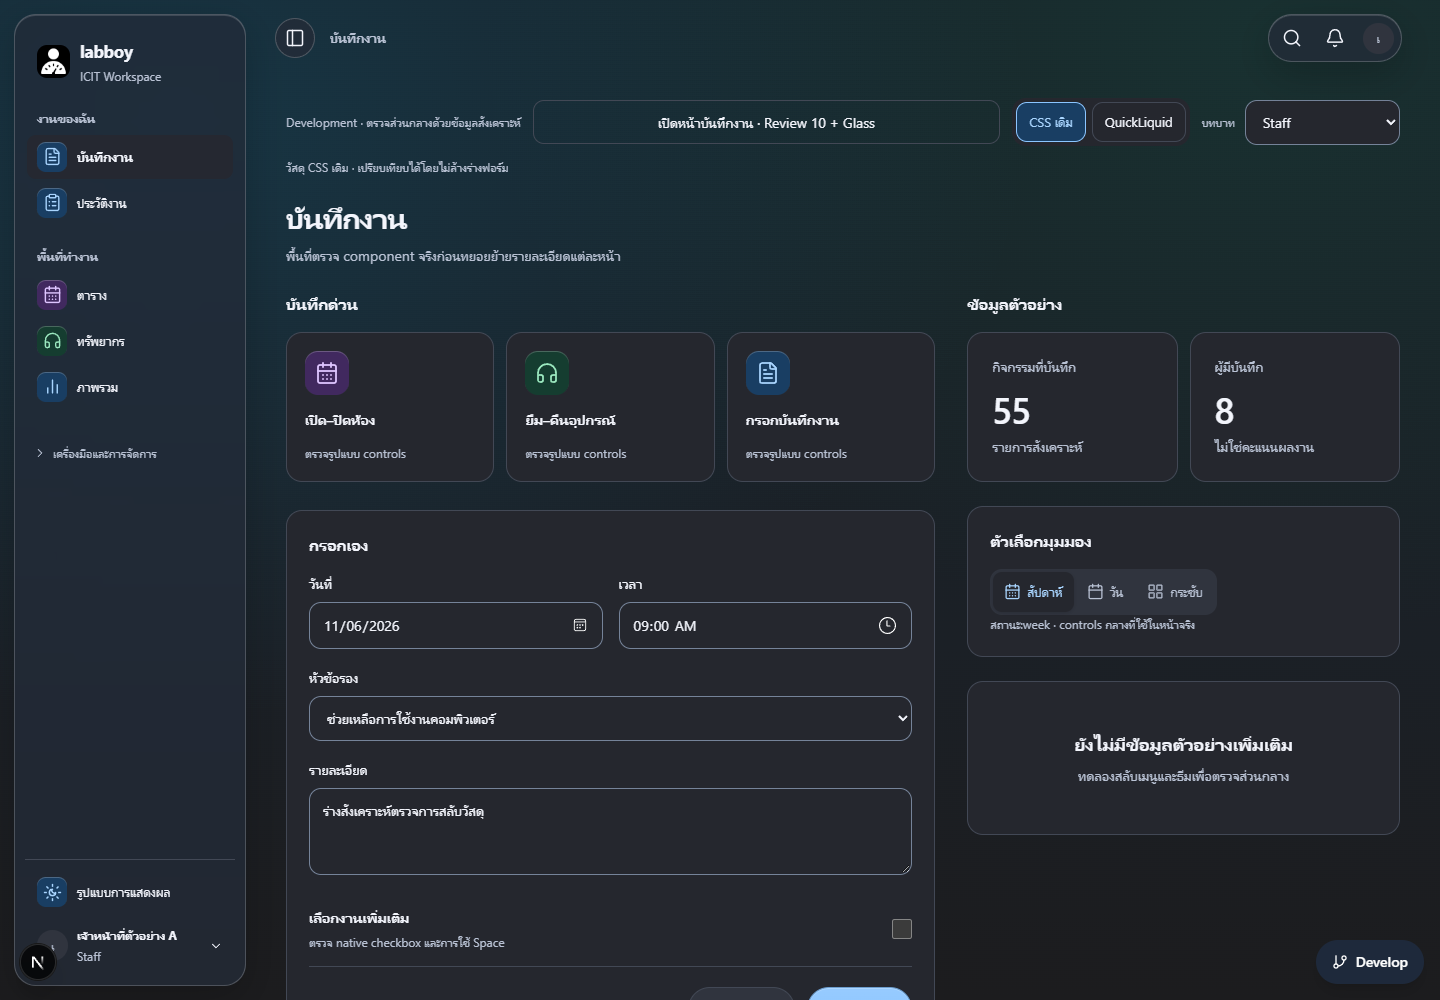 labboy
ICIT Workspace
งานของฉัน
บันทึกงาน
ประวัติงาน
พื้นที่ทำงาน
ตาราง
ทรัพยากร
ภาพรวม
เครื่องมือและการจัดการ
รูปแบบการแสดงผล
เจ้าหน้าที่ตัวอย่าง A
Staff
N
บันทึกงาน
Development · ตรวจส่วนกลางด้วยข้อมูลสังเคราะห์
เปิดหน้าบันทึกงาน · Review 10 + Glass
CSS เดิม
QuickLiquid
บทบาท
Staff
วัสดุ CSS เดิม · เปรียบเทียบได้โดยไม่ล้างร่างฟอร์ม
บันทึกงาน
พื้นที่ตรวจ component จริงก่อนทยอยย้ายรายละเอียดแต่ละหน้า
บันทึกด่วน
เปิด–ปิดห้อง
ตรวจรูปแบบ controls
ยืม–คืนอุปกรณ์
ตรวจรูปแบบ controls
กรอกบันทึกงาน
ตรวจรูปแบบ controls
กรอกเอง
วันที่
เวลา
11/06/2026
09:00 AM
หัวข้อรอง
ช่วยเหลือการใช้งานคอมพิวเตอร์
รายละเอียด
ร่างสังเคราะห์ตรวจการสลับวัสดุ
เลือกงานเพิ่มเติม
ตรวจ native checkbox และการใช้ Space
ข้อมูลตัวอย่าง
กิจกรรมที่บันทึก
55
รายการสังเคราะห์
ผู้มีบันทึก
8
ไม่ใช่คะแนนผลงาน
ตัวเลือกมุมมอง
สัปดาห์
วัน
กระชับ
สถานะweek · controls กลางที่ใช้ในหน้าจริง
ยังไม่มีข้อมูลตัวอย่างเพิ่มเติม
ทดลองสลับเมนูและธีมเพื่อตรวจส่วนกลาง
Develop